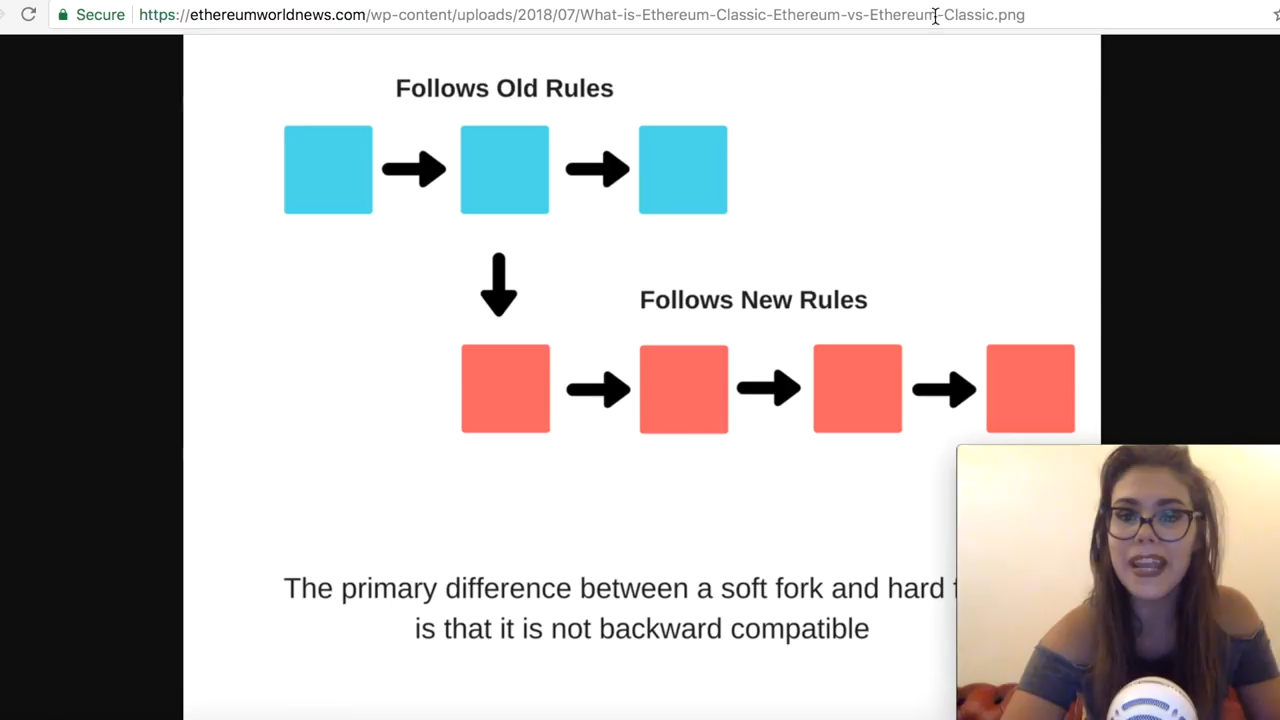 Secure https://ethereumworldnews.com/wp-content/uploads/2018/07/What-is-Ethereum-Classic-Ethereum-vs-Ethereum-Classic.png
Follows Old Rules
Follows New Rules
The primary difference between a soft fork and hard
is that it is not backward compatible